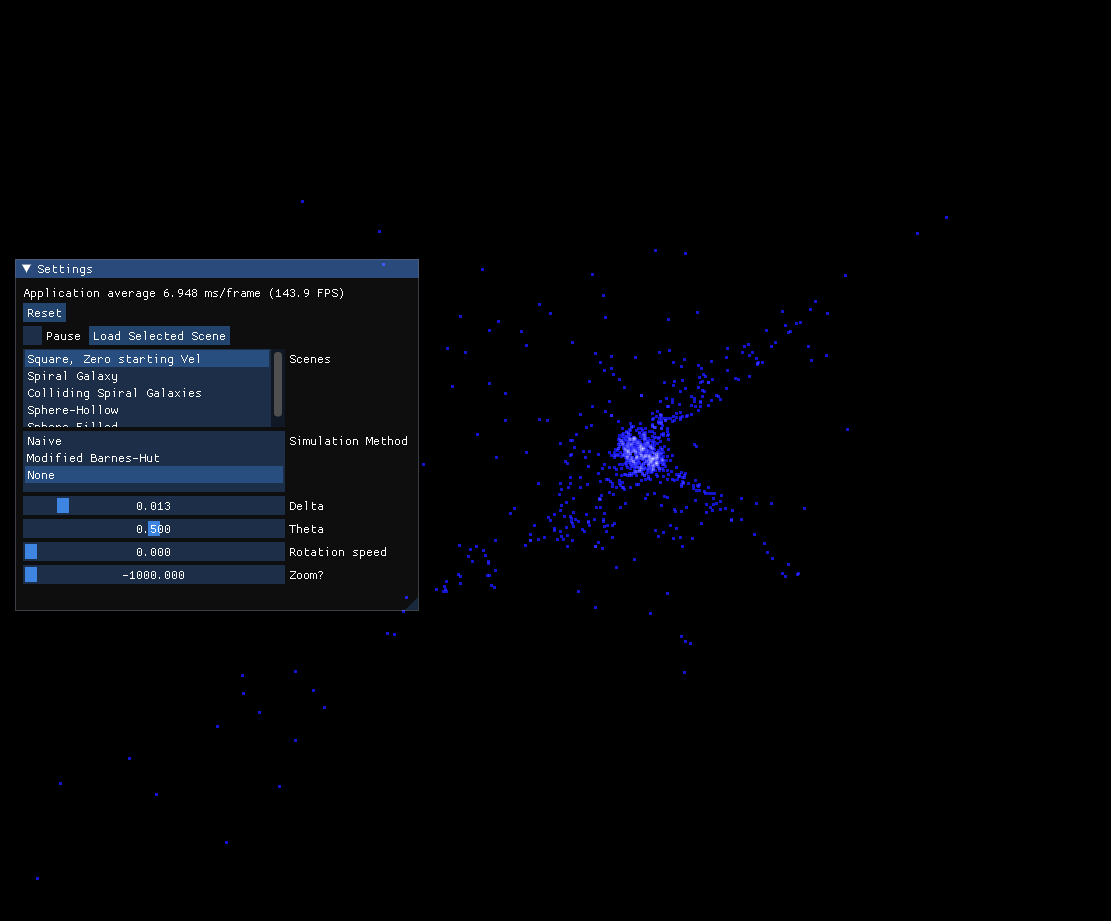 Settings
Application average 6.948 ms/frame (143.9 FPS)
Reset
Pause Load Selected Scene
Square, Zero starting Vel Scenes
Spiral Galaxy
Colliding Spiral Galaxies
Sphere-Hollow
Sphere Filled
Naive Simulation Method
Modified Barnes-Hut
None
0.013 Delta
0.500 Theta
0.000 Rotation speed
-1000.000 Zoom?